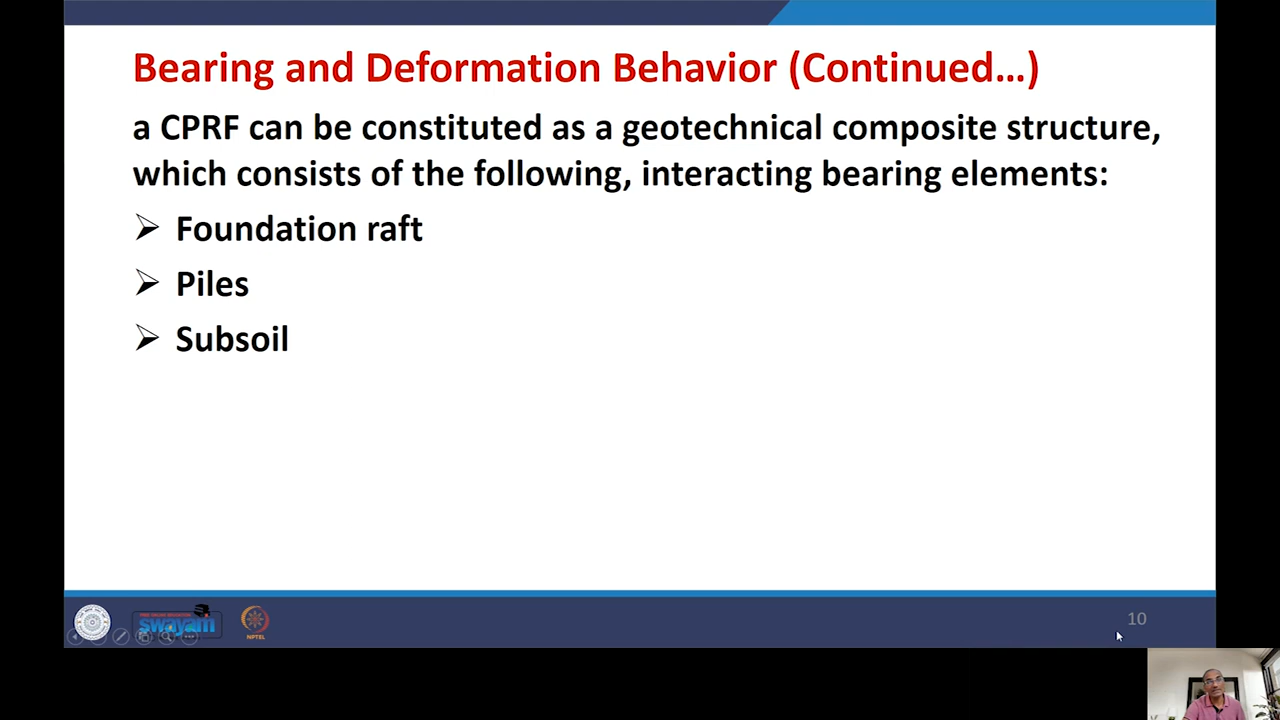 Bearing and Deformation Behavior (Continued…)
a CPRF can be constituted as a geotechnical composite structure,
which consists of the following, interacting bearing elements:
➢ Foundation raft
➢ Piles
➢ Subsoil
swayam
NPTEL
10